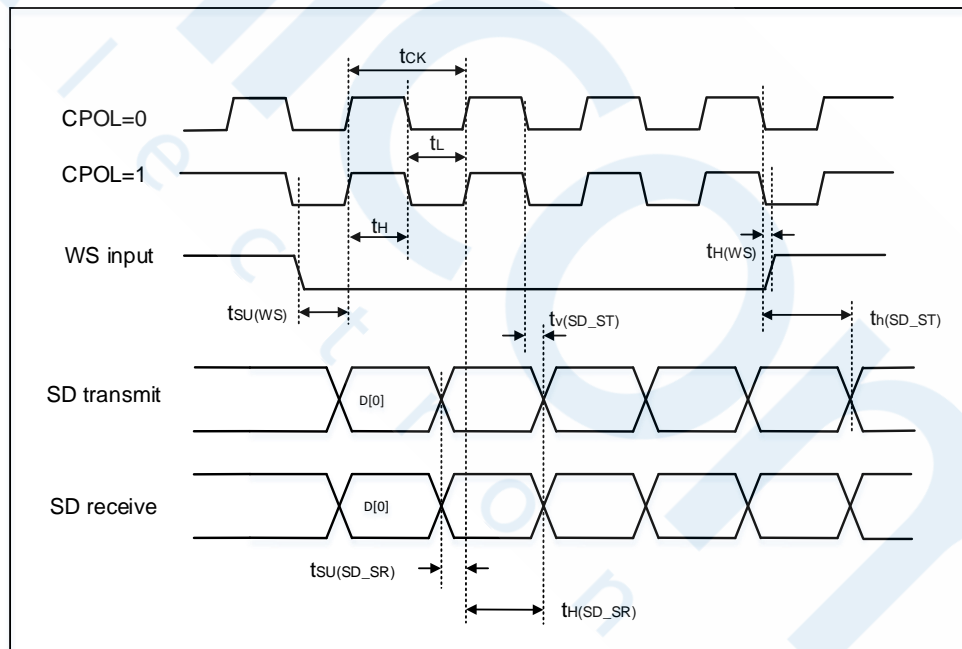 tCK
CPOL=0
tL
CPOL=1
tH
WS input
tH(WS)
tSU(WS)
tv(SD_ST)
th(SD_ST)
SD transmit
D[0]
SD receive
D[0]
tSU(SD_SR)
tH(SD_SR)